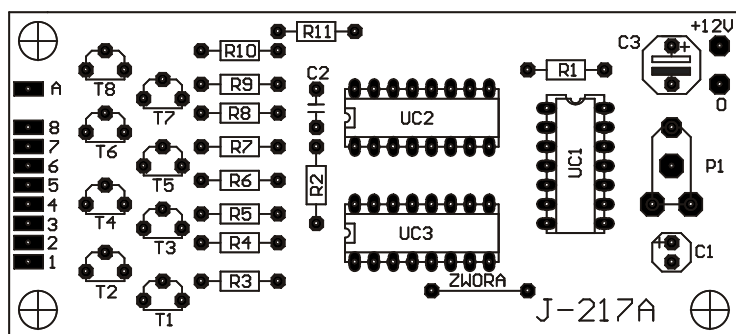 +12V
R11
C3
+
R10
T8
C2
R1
R9
A
T7
R8
0
UC2
8
T6
R7
7
UC1
P1
6
T5
R6
R2
5
4
R5
T4
T3
3
R4
UC3
2
+
C1
1
T2
R3
ZWORA
T1
J-217A